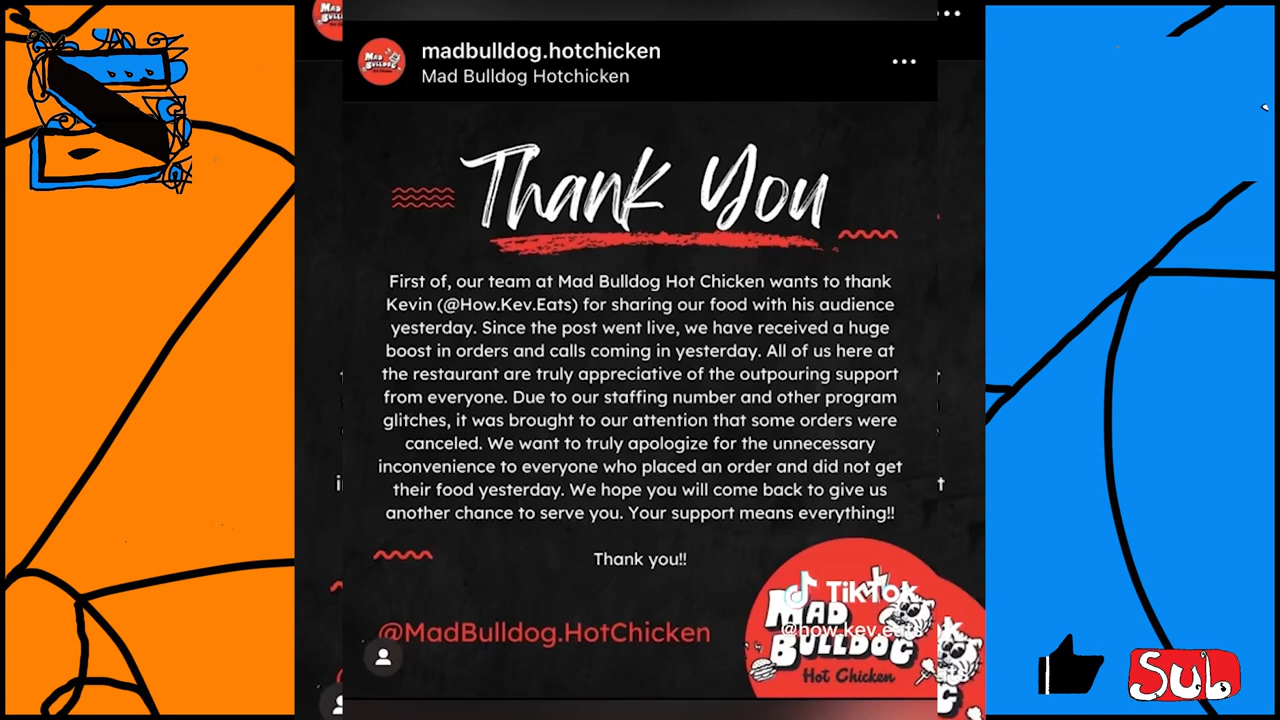 madbulldog.hotchicken
Mad Bulldog Hotchicken
Thank You
First of, our team at Mad Bulldog Hot Chicken wants to thank
Kevin (@How.Kev.Eats) for sharing our food with his audience
yesterday. Since the post went live, we have received a huge
boost in orders and calls coming in yesterday. All of us here at
the restaurant are truly appreciative of the outpouring support
from everyone. Due to our staffing number and other program
glitches, it was brought to our attention that some orders were
canceled. We want to truly apologize for the unnecessary
inconvenience to everyone who placed an order and did not get
their food yesterday. We hope you will come back to give us
another chance to serve you. Your support means everything!!
Thank you!!
@MadBulldog.HotChicken
TikTok
@how.kev.eats
MAD
BULLDOG
Hot Chicken
Sub